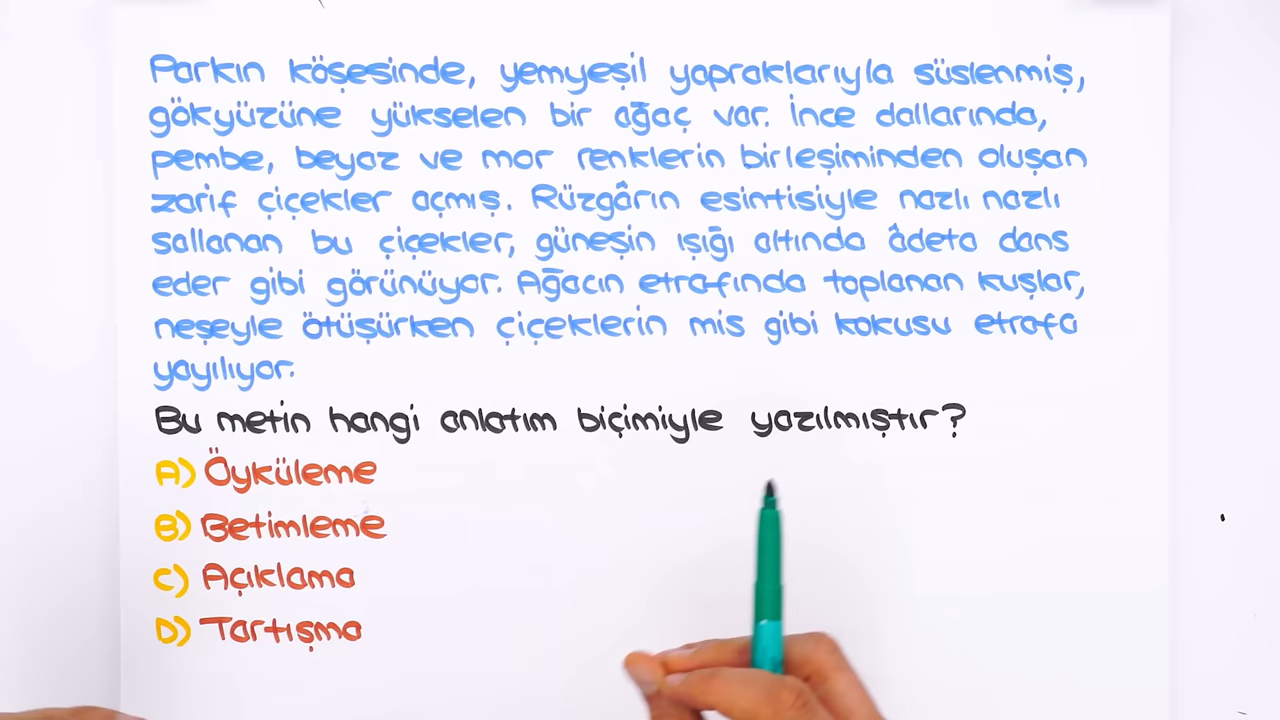 Parkın köşesinde, yemyeşil yapraklarıyla süslenmiş,
gökyüzüne yükselen bir ağaç var. İnce dallarında,
pembe, beyaz ve mor renklerin birleşiminden oluşan
zarif çiçekler açmış. Rüzgârın esintisiyle nazlı nazlı
sallanan bu çiçekler, güneşin ışığı altında âdeta dans
eder gibi görünüyor. Ağacın etrafında toplanan kuşlar,
neşeyle ötüşürken çiçeklerin mis gibi kokusu etrafa
yayılıyor.
Bu metin hangi anlatım biçimiyle yazılmıştır?
A) Öyküleme
B) Betimleme
C) Açıklama
D) Tartışma